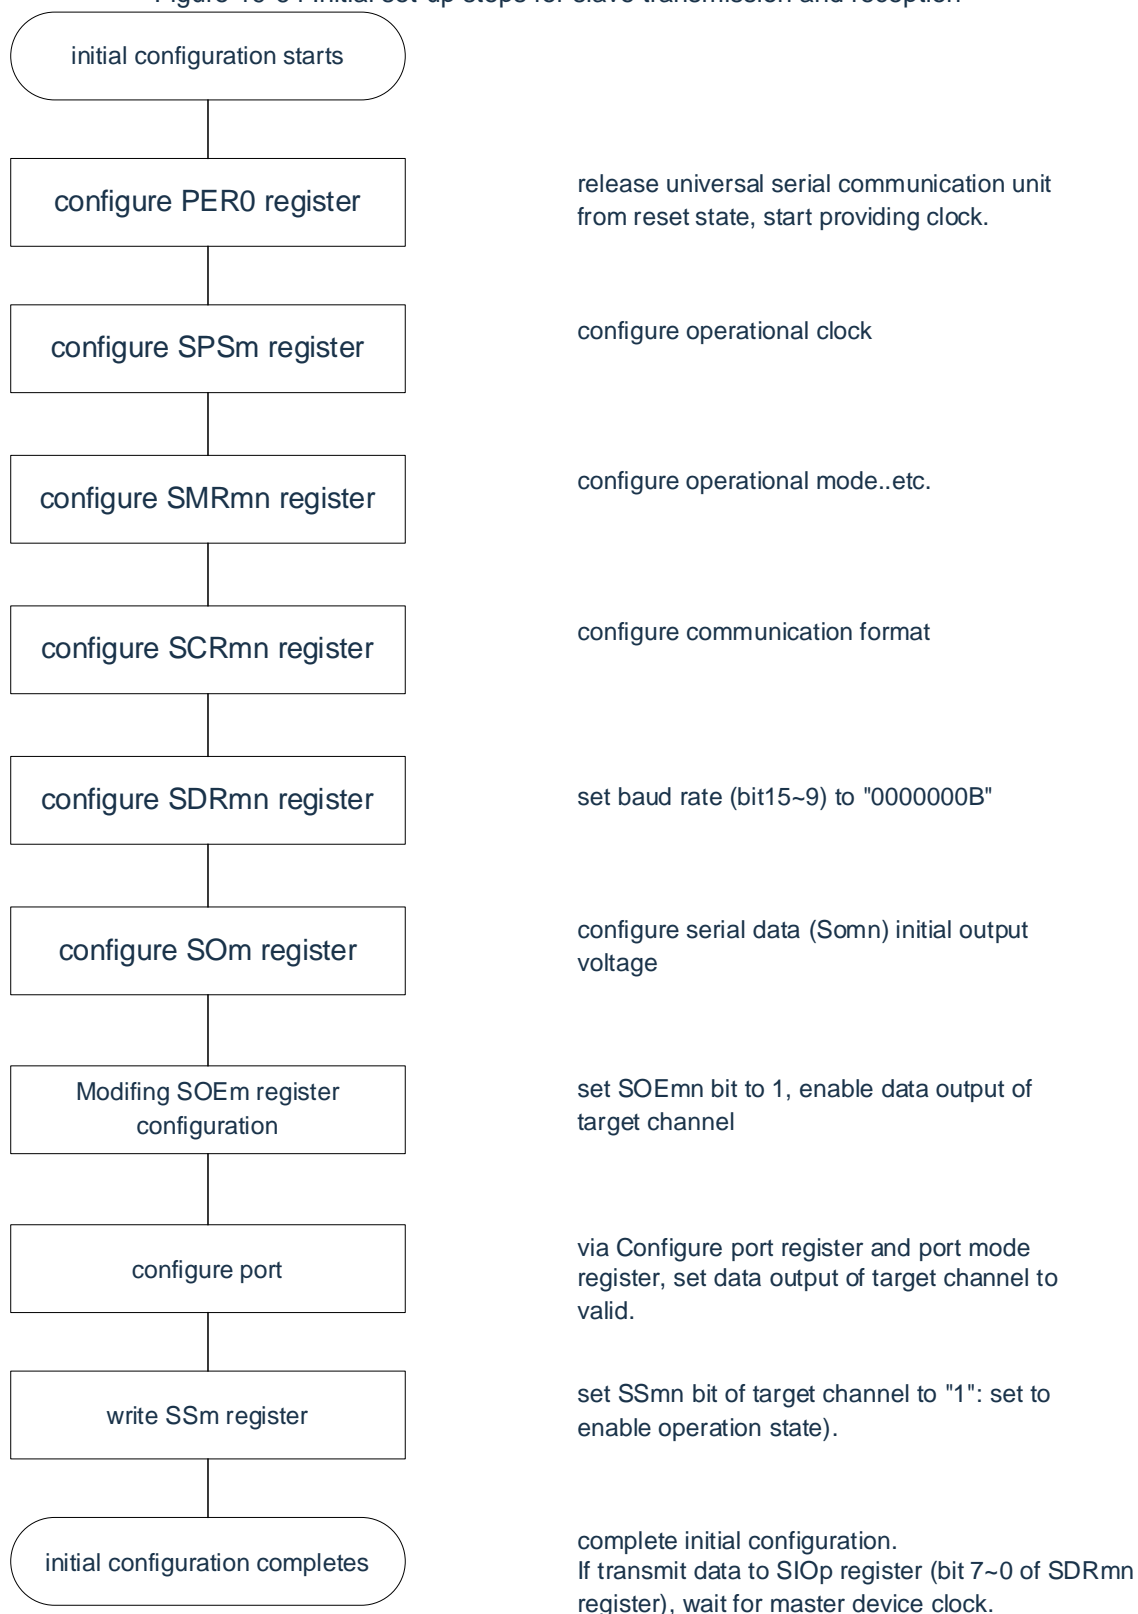 initial configuration starts
configure PER0 register
release universal serial communication unit
from reset state, start providing clock.
configure SPSm register
configure operational clock
configure SMRmn register
configure operational mode..etc.
configure SCRmn register
configure communication format
configure SDRmn register
set baud rate (bit15~9) to "0000000B"
configure SOm register
configure serial data (Somn) initial output
voltage
Modifing SOEm register
configuration
set SOEmn bit to 1, enable data output of
target channel
configure port
via Configure port register and port mode
register, set data output of target channel to
valid.
write SSm register
set SSmn bit of target channel to "1": set to
enable operation state).
initial configuration completes
complete initial configuration.
If transmit data to SIOp register (bit 7~0 of SDRmn
register), wait for master device clock.